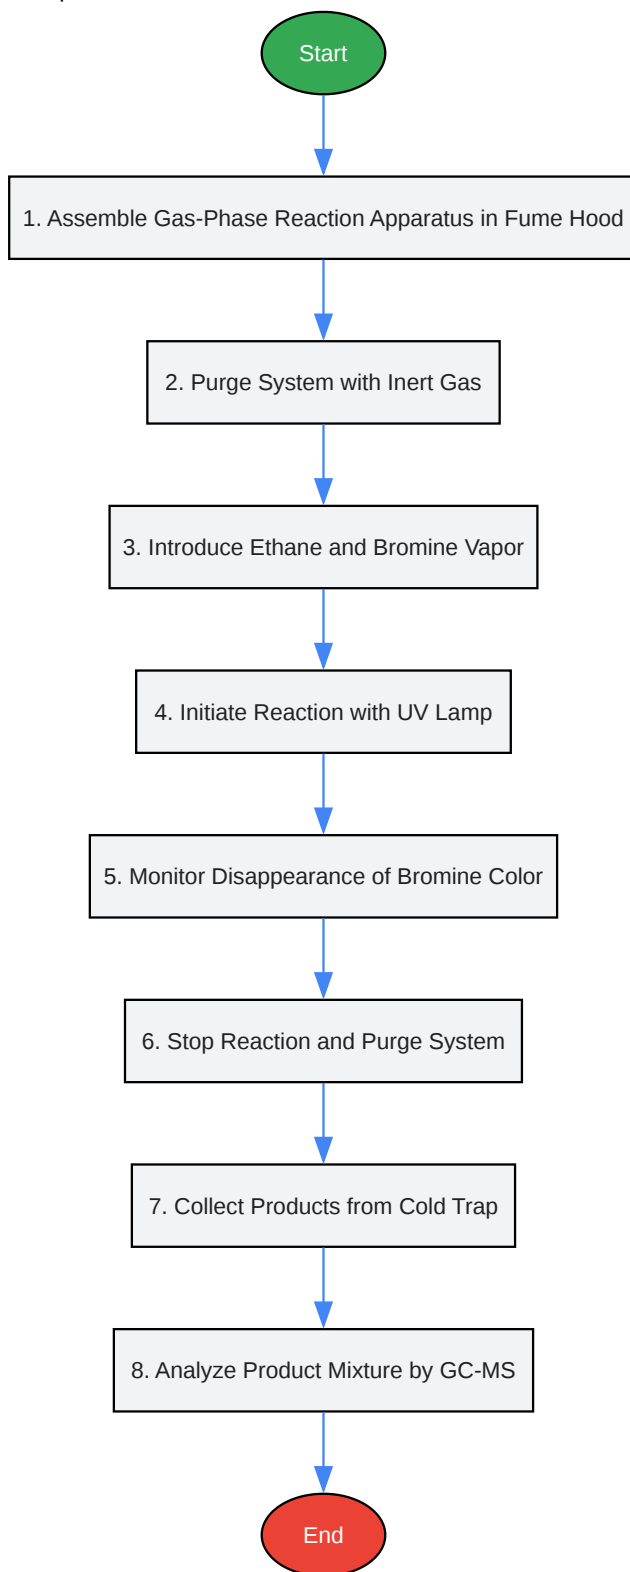 Start
1. Assemble Gas-Phase Reaction Apparatus in Fume Hood
2. Purge System with Inert Gas
3. Introduce Ethane and Bromine Vapor
4. Initiate Reaction with UV Lamp
5. Monitor Disappearance of Bromine Color
6. Stop Reaction and Purge System
7. Collect Products from Cold Trap
8. Analyze Product Mixture by GC-MS
End